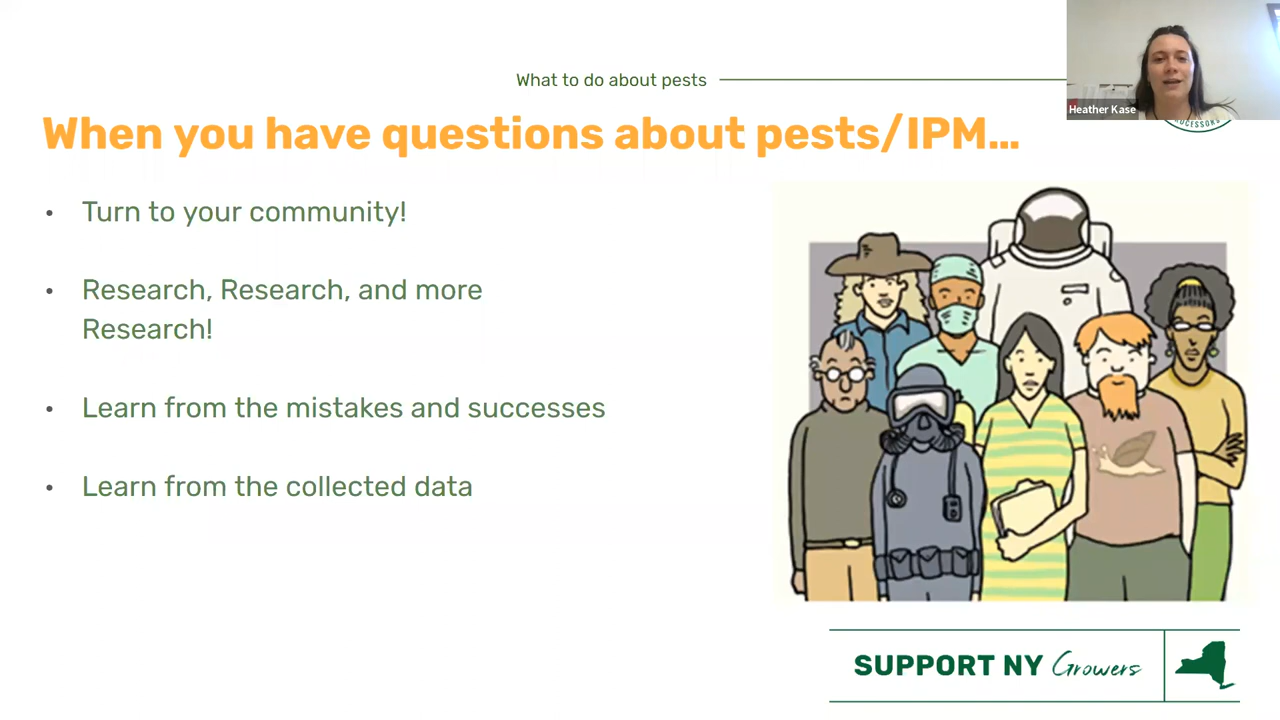 What to do about pests
Heather Kase
When you have questions about pests/IPM...
• Turn to your community!
• Research, Research, and more
Research!
• Learn from the mistakes and successes
• Learn from the collected data
SUPPORT NY Growers